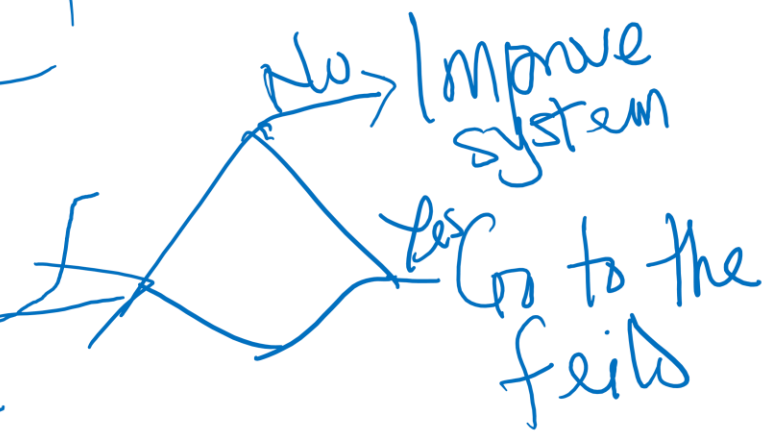 No
Improve
system
Yes
Go to the
feild